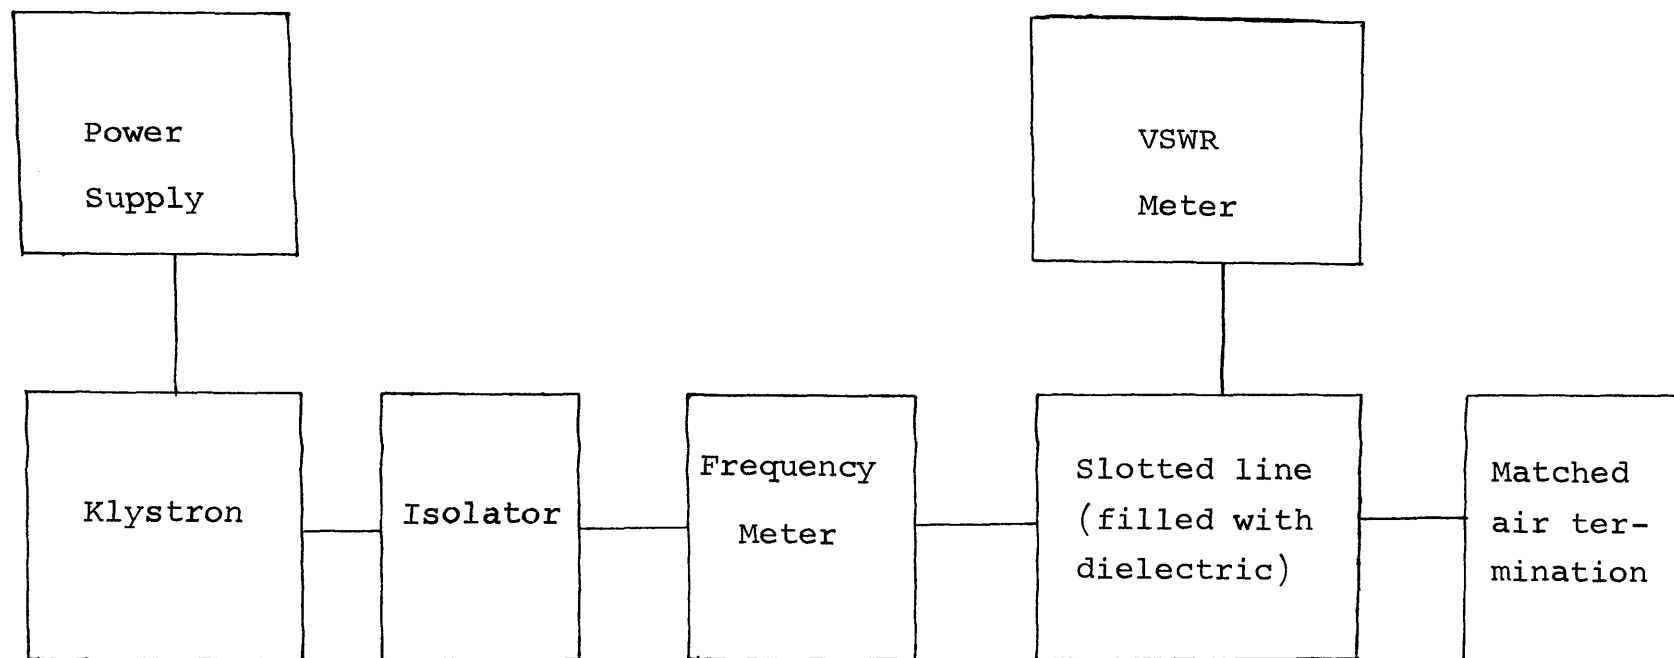 Power
Supply
VSWR
Meter
Klystron
Isolator
Frequency
Meter
Slotted line
(filled with
dielectric)
Matched
air ter-
mination